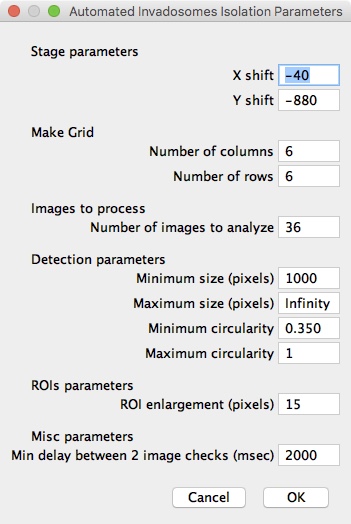 Automated Invadosomes Isolation Parameters
Stage parameters
X shift -40
Y shift -880
Make Grid
Number of columns 6
Number of rows 6
Images to process
Number of images to analyze 36
Detection parameters
Minimum size (pixels) 1000
Maximum size (pixels) Infinity
Minimum circularity 0.350
Maximum circularity 1
ROIs parameters
ROI enlargement (pixels) 15
Misc parameters
Min delay between 2 image checks (msec) 2000
Cancel OK